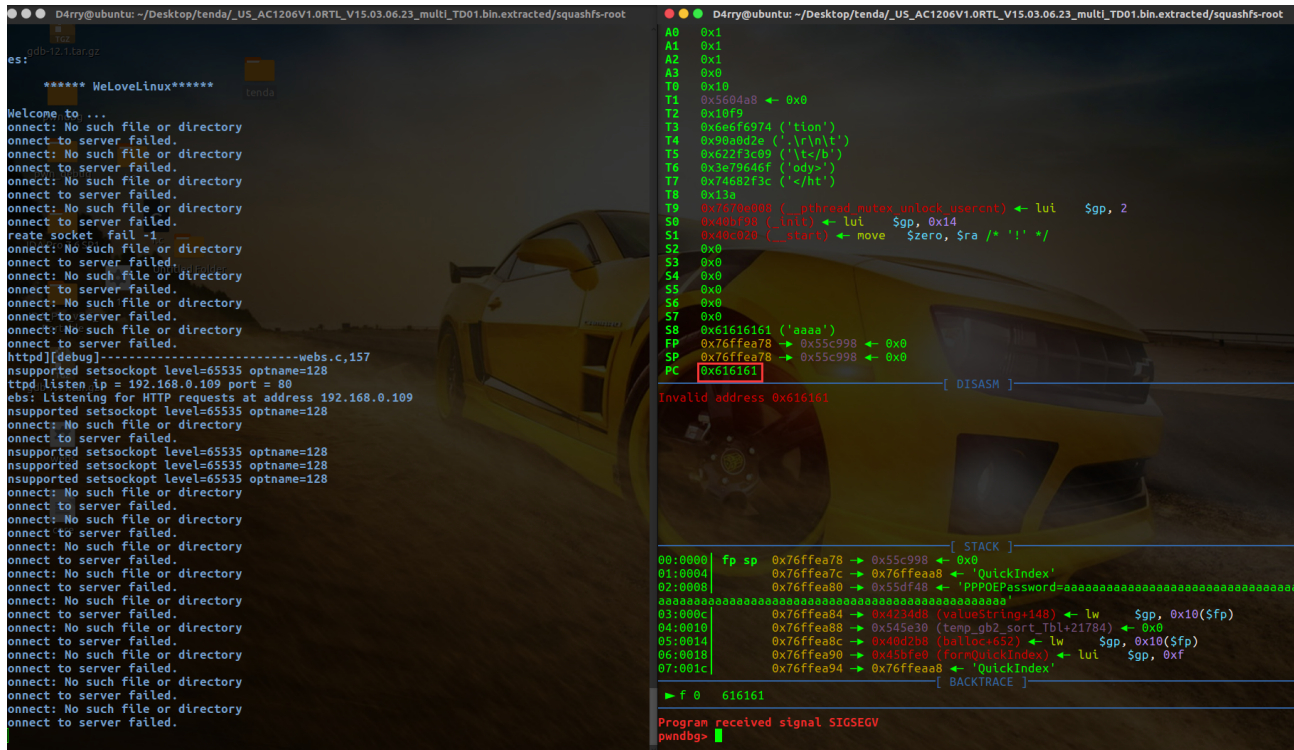 D4rry@ubuntu: ~/Desktop/tenda/_US_AC1206V1.0RTL_V15.03.06.23_multi_TD01.bin.extracted/squashfs-root
gdb-12.1.tar.gz
es:
****** WeLoveLinux******
tenda
Welcome to ...
onnect: No such file or directory
onnect to server failed.
onnect: No such file or directory
onnect to server failed.
onnect: No such file or directory
onnect to server failed.
onnect: No such file or directory
onnect to server failed.
reate socket  fail -1
onnect: No such file or directory
onnect to server failed.
onnect: No such file or directory
onnect to server failed.
onnect: No such file or directory
onnect to server failed.
onnect: No such file or directory
onnect to server failed.
httpd][debug]----------------------------webs.c,157
nsupported setsockopt level=65535 optname=128
ttpd listen ip = 192.168.0.109 port = 80
ebs: Listening for HTTP requests at address 192.168.0.109
nsupported setsockopt level=65535 optname=128
onnect: No such file or directory
onnect to server failed.
nsupported setsockopt level=65535 optname=128
nsupported setsockopt level=65535 optname=128
nsupported setsockopt level=65535 optname=128
onnect: No such file or directory
onnect to server failed.
onnect: No such file or directory
onnect to server failed.
onnect: No such file or directory
onnect to server failed.
onnect: No such file or directory
onnect to server failed.
onnect: No such file or directory
onnect to server failed.
onnect: No such file or directory
onnect to server failed.
onnect: No such file or directory
onnect to server failed.
onnect: No such file or directory
onnect to server failed.
onnect: No such file or directory
onnect to server failed.
D4rry@ubuntu: ~/Desktop/tenda/_US_AC1206V1.0RTL_V15.03.06.23_multi_TD01.bin.extracted/squashfs-root
A0 0x1
A1 0x1
A2 0x1
A3 0x0
T0 0x10
T1 0x5604a8 ← 0x0
T2 0x10f9
T3 0x6e6f6974 ('tion')
T4 0x90a0d2e ('.\r\n\t')
T5 0x622f3c09 ('\t</b')
T6 0x3e79646f ('ody>')
T7 0x74682f3c ('</ht')
T8 0x13a
T9 0x7670e000 (__pthread_mutex_unlock_usercnt) ← lui $gp, 2
S0 0x40bf98 (_init) ← lui $gp, 0x14
S1 0x40c020 (__start) ← move $zero, $ra /* '!' */
S2 0x0
S3 0x0
S4 0x0
S5 0x0
S6 0x0
S7 0x0
S8 0x61616161 ('aaaa')
FP 0x76ffea78 → 0x55c998 ← 0x0
SP 0x76ffea78 → 0x55c998 ← 0x0
PC 0x616161
[ DISASM ]
Invalid address 0x616161
[ STACK ]
00:0000│ fp sp 0x76ffea78 → 0x55c998 ← 0x0
01:0004│ 0x76ffea7c → 0x76ffeaa8 ← 'QuickIndex'
02:0008│ 0x76ffea80 → 0x55df48 ← 'PPPOEPassword=aaaaaaaaaaaaaaaaaaaaaaaaaaaaaaaaa
aaaaaaaaaaaaaaaaaaaaaaaaaaaaaaaaaaaaaaaaaaaaaaaaa'
03:000c│ 0x76ffea84 → 0x4234d8 (valueString+148) ← lw $gp, 0x10($fp)
04:0010│ 0x76ffea88 → 0x545e30 (temp_gb2_sort_Tbl+21784) ← 0x0
05:0014│ 0x76ffea8c → 0x40d2b8 (balloc+652) ← lw $gp, 0x10($fp)
06:0018│ 0x76ffea90 → 0x45bfe0 (formQuickIndex) ← lui $gp, 0xf
07:001c│ 0x76ffea94 → 0x76ffeaa8 ← 'QuickIndex'
[ BACKTRACE ]
► f 0 616161
Program received signal SIGSEGV
pwndbg>